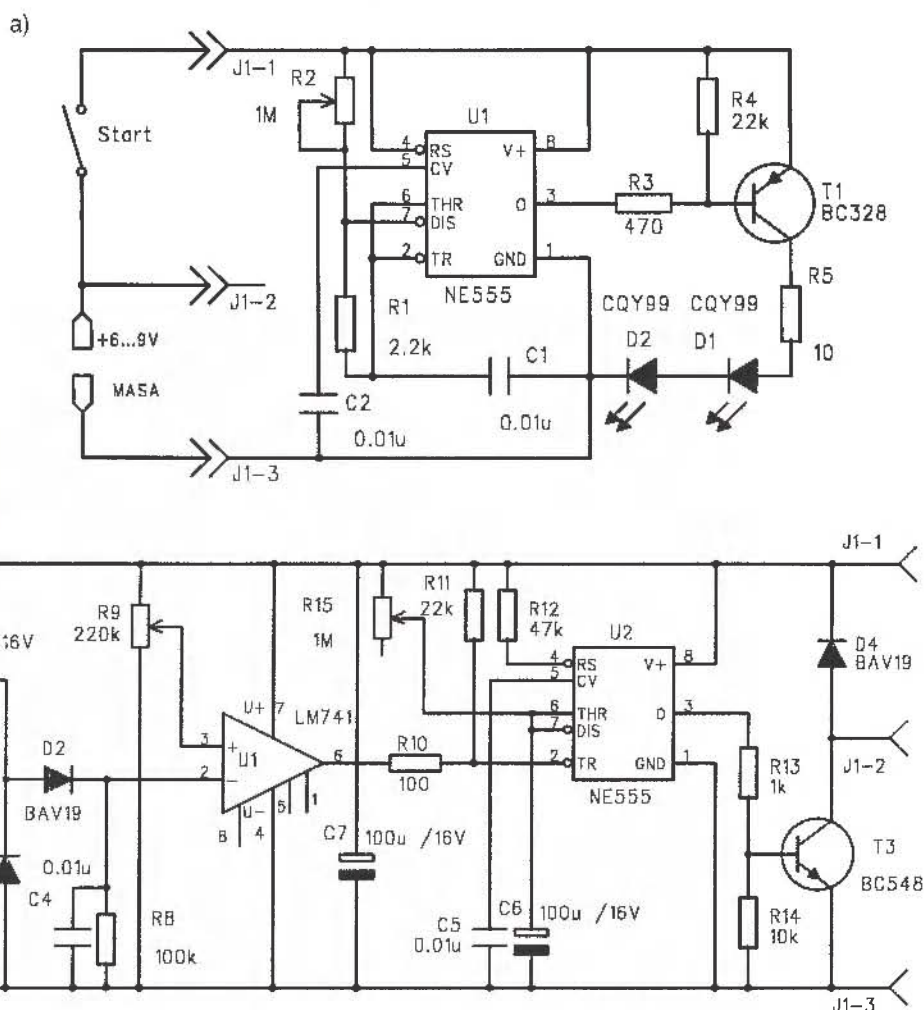 a)
J1-1
R2
1M
Start
U1
R4
22k
4
RS
V+
8
5
CV
6
THR
O
3
R3
470
T1
BC328
7
DIS
2
TR
GND
1
NE555
J1-2
R1
2.2k
CQY99
CQY99
R5
D2
D1
10
+6...9V
MASA
C1
C2
0.01u
0.01u
J1-3
J1-1
R9
220k
R15
1M
R11
22k
R12
47k
U2
D4
BAV19
16V
4
RS
V+
8
5
CV
6
THR
O
3
7
DIS
2
TR
GND
1
NE555
U+
7
LM741
3
+
U1
6
2
-
D2
BAV19
R10
100
R13
1k
J1-2
U-
5
1
8
4
C7
100u /16V
T3
BC548
0.01u
C4
R8
100k
C5
0.01u
C6
100u /16V
R14
10k
J1-3